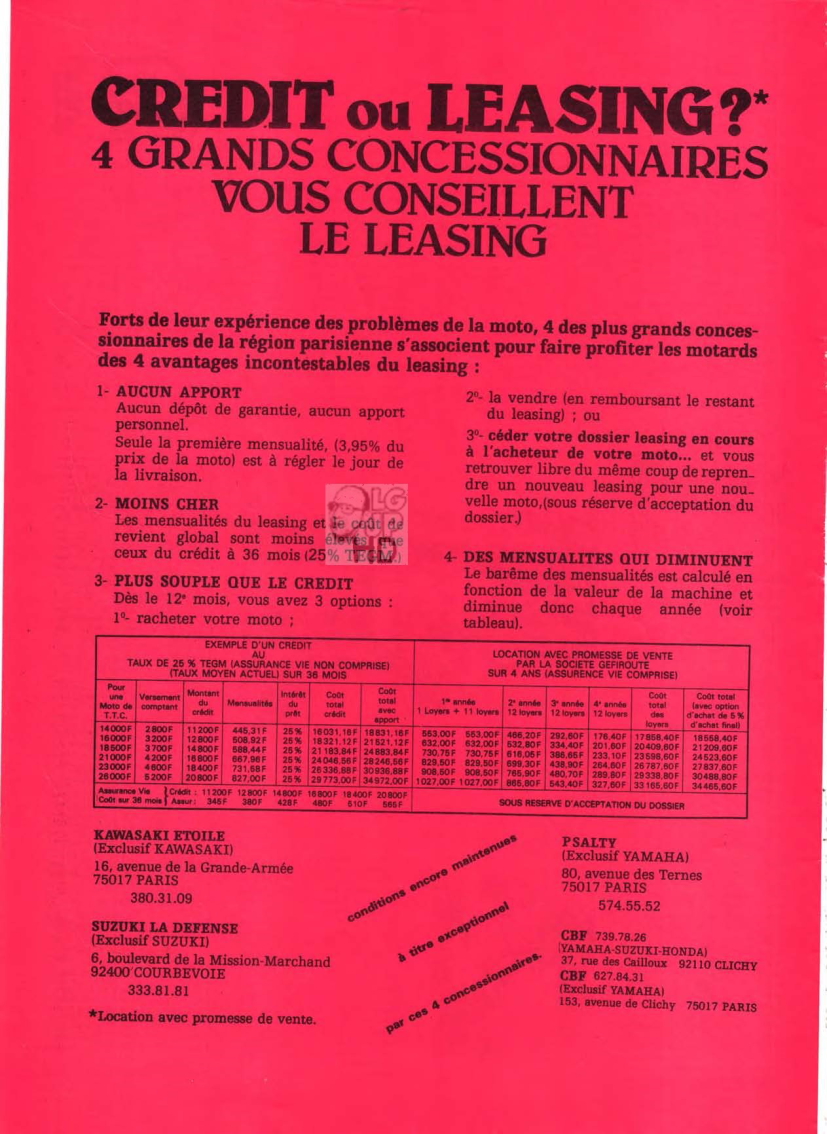 CREDIT ou LEASING?*
4 GRANDS CONCESSIONNAIRES
VOUS CONSEILLENT
LE LEASING
Forts de leur expérience des problèmes de la moto, 4 des plus grands conces-
sionnaires de la région parisienne s'associent pour faire profiter les motards
des 4 avantages incontestables du leasing :
1- AUCUN APPORT
Aucun dépôt de garantie, aucun apport
personnel.
Seule la première mensualité, (3,95% du
prix de la moto) est à régler le jour de
la livraison.
2- MOINS CHER
Les mensualités du leasing et le coût de
revient global sont moins élevés que
ceux du crédit à 36 mois (25% TEGM.)
3- PLUS SOUPLE QUE LE CREDIT
Dès le 12e mois, vous avez 3 options :
1º- racheter votre moto ;
2º- la vendre (en remboursant le restant
du leasing) ; ou
3º- céder votre dossier leasing en cours
à l'acheteur de votre moto... et vous
retrouver libre du même coup de repren-
dre un nouveau leasing pour une nou-
velle moto,(sous réserve d'acceptation du
dossier.)
4- DES MENSUALITES QUI DIMINUENT
Le barême des mensualités est calculé en
fonction de la valeur de la machine et
diminue donc chaque année (voir
tableau).
EXEMPLE D'UN CREDIT
AU
TAUX DE 25 % TEGM (ASSURANCE VIE NON COMPRISE)
(TAUX MOYEN ACTUEL) SUR 36 MOIS
LOCATION AVEC PROMESSE DE VENTE
PAR LA SOCIETE GEFIROUTE
SUR 4 ANS (ASSURENCE VIE COMPRISE)
Pour une Moto de T.T.C. Versement comptant Montant du crédit Mensualités Intérêt du prêt Coût total crédit Coût total avec apport 1re année 1 Loyers + 11 loyers 2e année 12 loyers 3e année 12 loyers 4e année 12 loyers Coût total des loyers Coût total (avec option d'achat de 5 % d'achat final)
14000F 2800F 11200F 445,31F 25% 16031,16F 18831,16F 553,00F 553,00F 466,20F 292,60F 176,40F 17858,40F 18558,40F
16000F 3200F 12800F 508,92F 25% 18321,12F 21521,12F 632,00F 632,00F 532,80F 334,40F 201,60F 20409,60F 21209,60F
18500F 3700F 14800F 588,44F 25% 21183,84F 24883,84F 730,75F 730,75F 616,05F 386,65F 233,10F 23598,60F 24523,60F
21000F 4200F 16800F 667,96F 25% 24046,56F 28246,56F 829,50F 829,50F 699,30F 438,90F 264,60F 26787,60F 27837,60F
23000F 4600F 18400F 731,58F 25% 26336,88F 30936,88F 908,50F 908,50F 765,90F 480,70F 289,80F 29338,80F 30488,80F
26000F 5200F 20800F 827,00F 25% 29773,00F 34972,00F 1027,00F 1027,00F 865,80F 543,40F 327,60F 33165,60F 34465,60F
Assurance Vie Crédit : 11200F 12800F 14800F 16800F 18400F 20800F
Coût sur 36 mois Assur : 345F 380F 428F 480F 510F 565F
SOUS RESERVE D'ACCEPTATION DU DOSSIER
KAWASAKI ETOILE
(Exclusif KAWASAKI)
16, avenue de la Grande-Armée
75017 PARIS
380.31.09
SUZUKI LA DEFENSE
(Exclusif SUZUKI)
6, boulevard de la Mission-Marchand
92400 COURBEVOIE
333.81.81
*Location avec promesse de vente.
conditions encore maintenues
à titre exceptionnel
par ces 4 concessionnaires.
PSALTY
(Exclusif YAMAHA)
80, avenue des Ternes
75017 PARIS
574.55.52
CBF 739.78.26
(YAMAHA-SUZUKI-HONDA)
37, rue des Cailloux 92110 CLICHY
CBF 627.84.31
(Exclusif YAMAHA)
153, avenue de Clichy 75017 PARIS